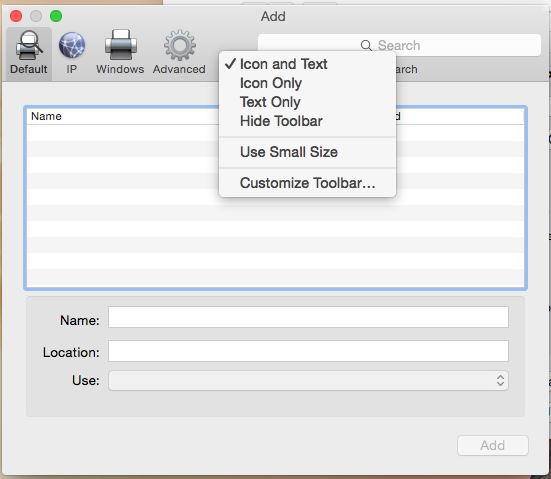 Add
Default IP Windows Advanced
Search
Icon and Text
Icon Only
Text Only
Hide Toolbar
Use Small Size
Customize Toolbar...
Name
Name:
Location:
Use:
Add